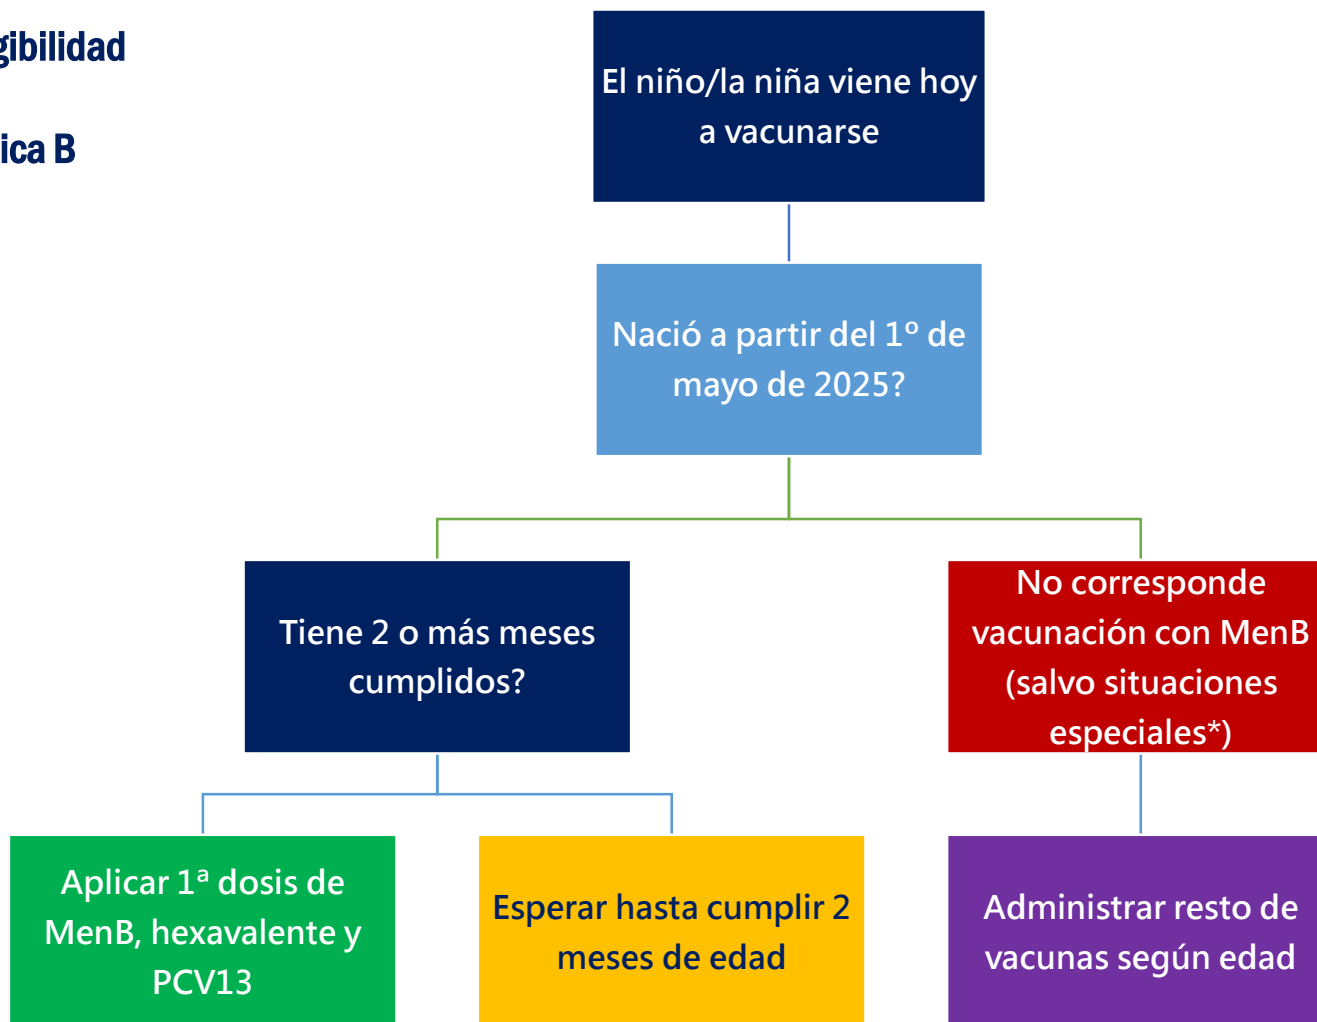 gibilidad
ica B
El niño/la niña viene hoy
a vacunarse
Nació a partir del 1º de
mayo de 2025?
Tiene 2 o más meses
cumplidos?
No corresponde
vacunación con MenB
(salvo situaciones
especiales*)
Aplicar 1ª dosis de
MenB, hexavalente y
PCV13
Esperar hasta cumplir 2
meses de edad
Administrar resto de
vacunas según edad